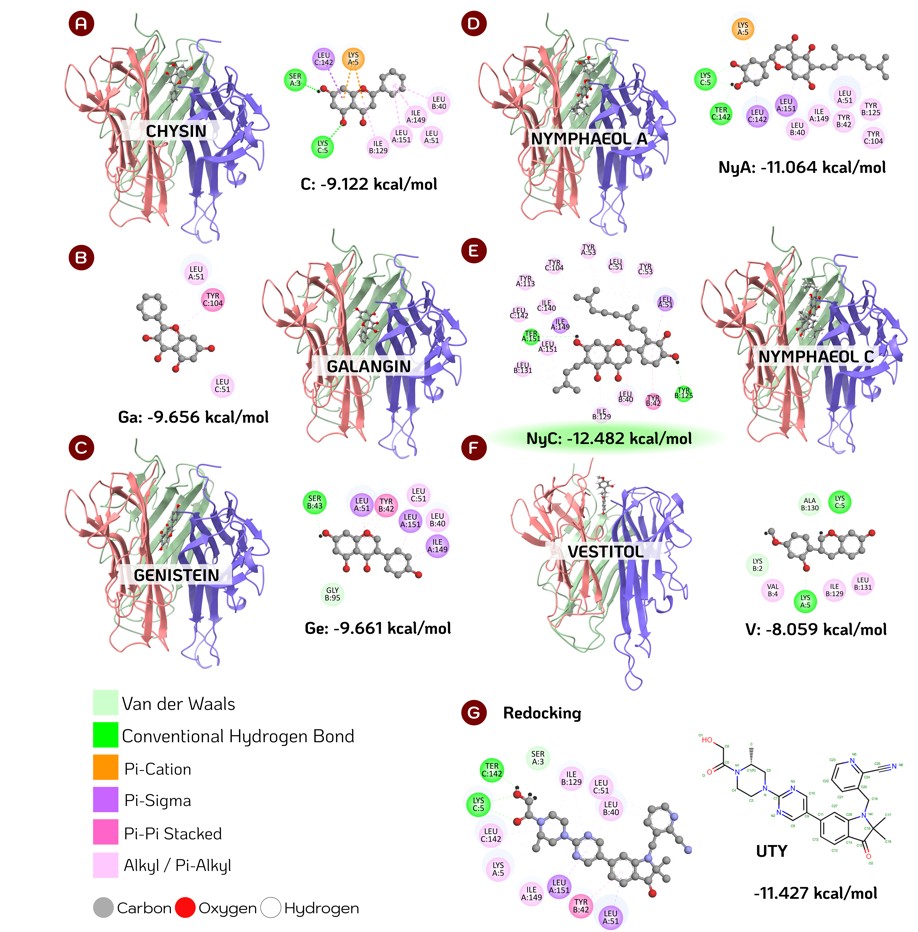 A
CHYSIN
SER
A:3
LEU
C:142
LYS
A:5
LEU
B:40
ILE
A:149
LYS
C:5
ILE
B:129
LEU
A:151
LEU
A:51
C: -9.122 kcal/mol
D
NYMPHAEOL A
LYS
A:5
LYS
C:5
TER
C:142
LEU
C:142
LEU
A:151
LEU
B:40
ILE
A:149
LEU
A:51
TYR
B:42
TYR
B:125
TYR
C:104
NyA: -11.064 kcal/mol
B
LEU
A:51
TYR
C:104
LEU
C:51
Ga: -9.656 kcal/mol
GALANGIN
E
TYR
A:53
TYR
C:104
LEU
C:51
TYR
C:53
TYR
A:113
LEU
A:51
LEU
C:142
ILE
C:140
ILE
A:149
TER
A:151
LEU
A:151
LEU
B:131
LEU
B:40
TYR
B:42
TYR
B:125
ILE
B:129
NyC: -12.482 kcal/mol
NYMPHAEOL C
C
GENISTEIN
SER
B:43
LEU
A:51
TYR
B:42
LEU
C:51
LEU
A:151
LEU
B:40
ILE
A:149
GLY
B:95
Ge: -9.661 kcal/mol
F
VESTITOL
ALA
B:130
LYS
C:5
LYS
B:2
VAL
B:4
LYS
A:5
ILE
B:129
LEU
B:131
V: -8.059 kcal/mol
Van der Waals
Conventional Hydrogen Bond
Pi-Cation
Pi-Sigma
Pi-Pi Stacked
Alkyl / Pi-Alkyl
Carbon Oxygen Hydrogen
G Redocking
TER
C:142
SER
A:3
ILE
B:129
LEU
C:51
LEU
B:40
LYS
C:5
LEU
C:142
LYS
A:5
ILE
A:149
LEU
A:151
TYR
B:42
LEU
A:51
HO
O
N
N
N
N
N
N
N
O
UTY
-11.427 kcal/mol